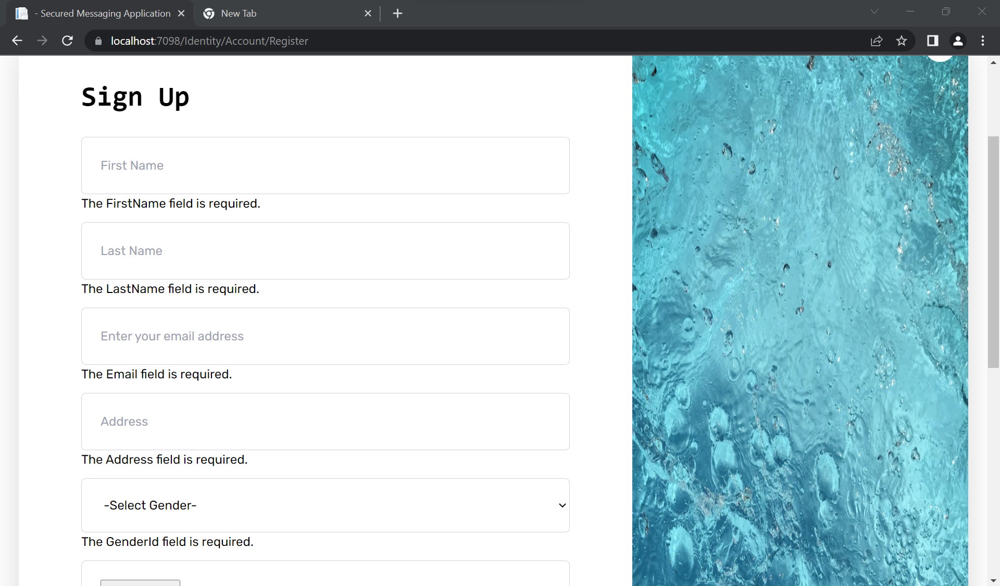 - Secured Messaging Application
New Tab
localhost:7098/Identity/Account/Register
Sign Up
First Name
The FirstName field is required.
Last Name
The LastName field is required.
Enter your email address
The Email field is required.
Address
The Address field is required.
-Select Gender-
The GenderId field is required.